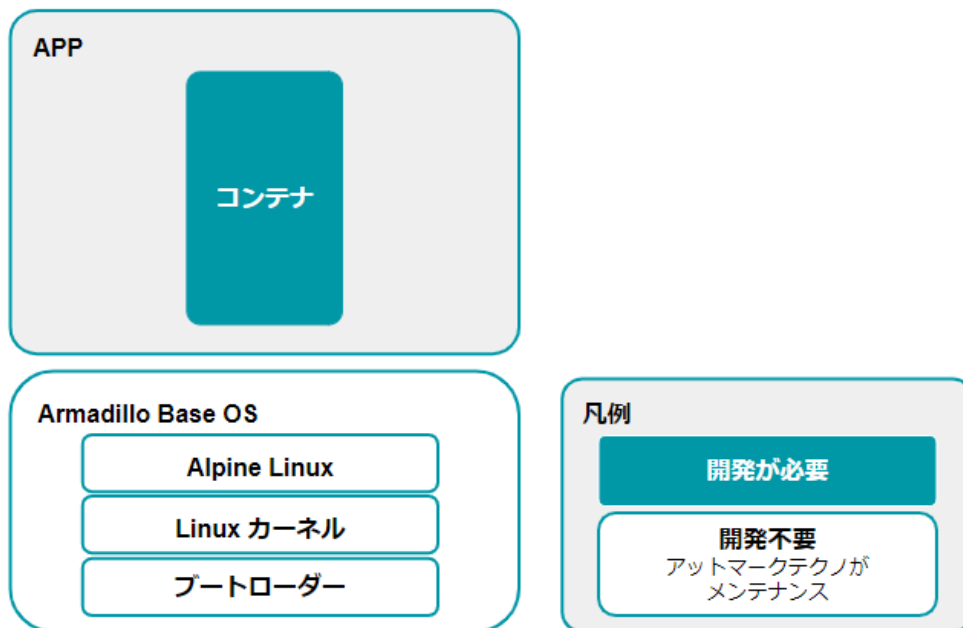 APP
コンテナ
Armadillo Base OS
Alpine Linux
Linux カーネル
ブートローダー
凡例
開発が必要
開発不要
アットマークテクノが
メンテナンス